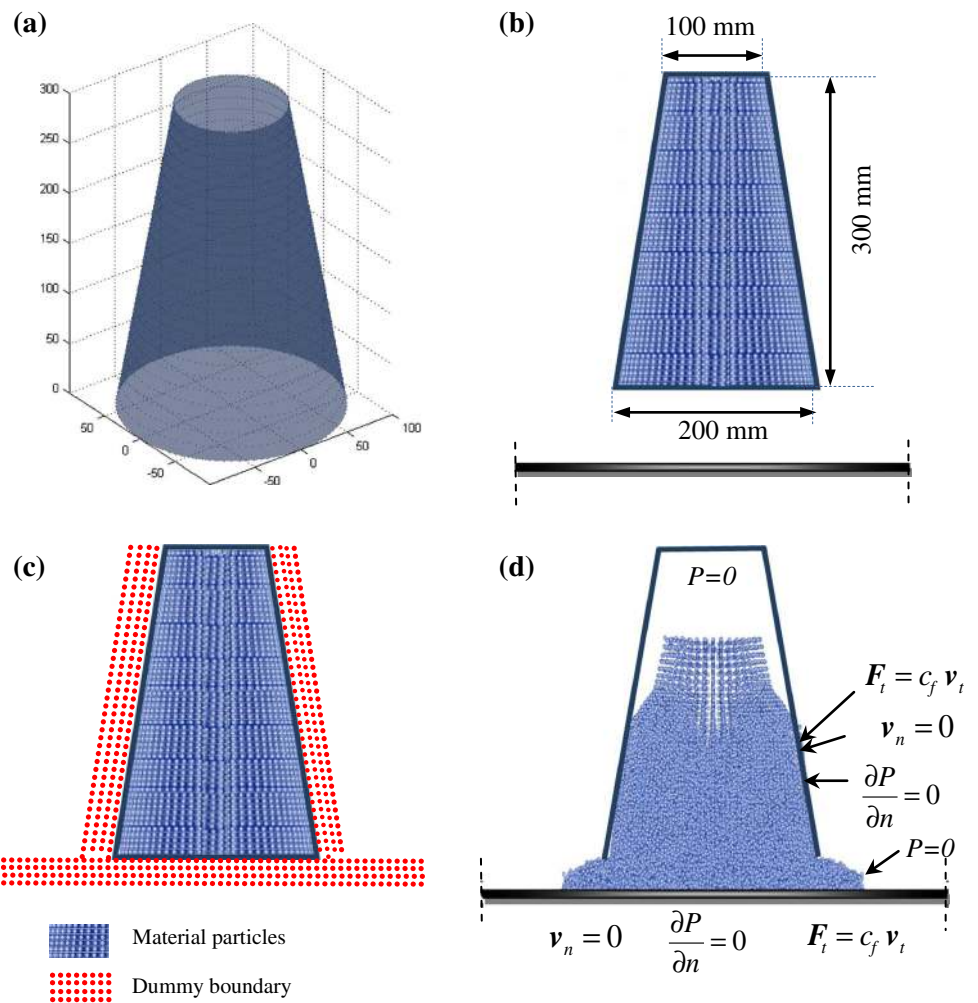 (a)
300
250
200
150
100
50
0
50
0
-50
-50
0
50
100
(b)
100 mm
300 mm
200 mm
(c)
Material particles
Dummy boundary
(d)
P=0
F_t = c_f v_t
v_n = 0
∂P/∂n = 0
P=0
v_n = 0 ∂P/∂n = 0 F_t = c_f v_t